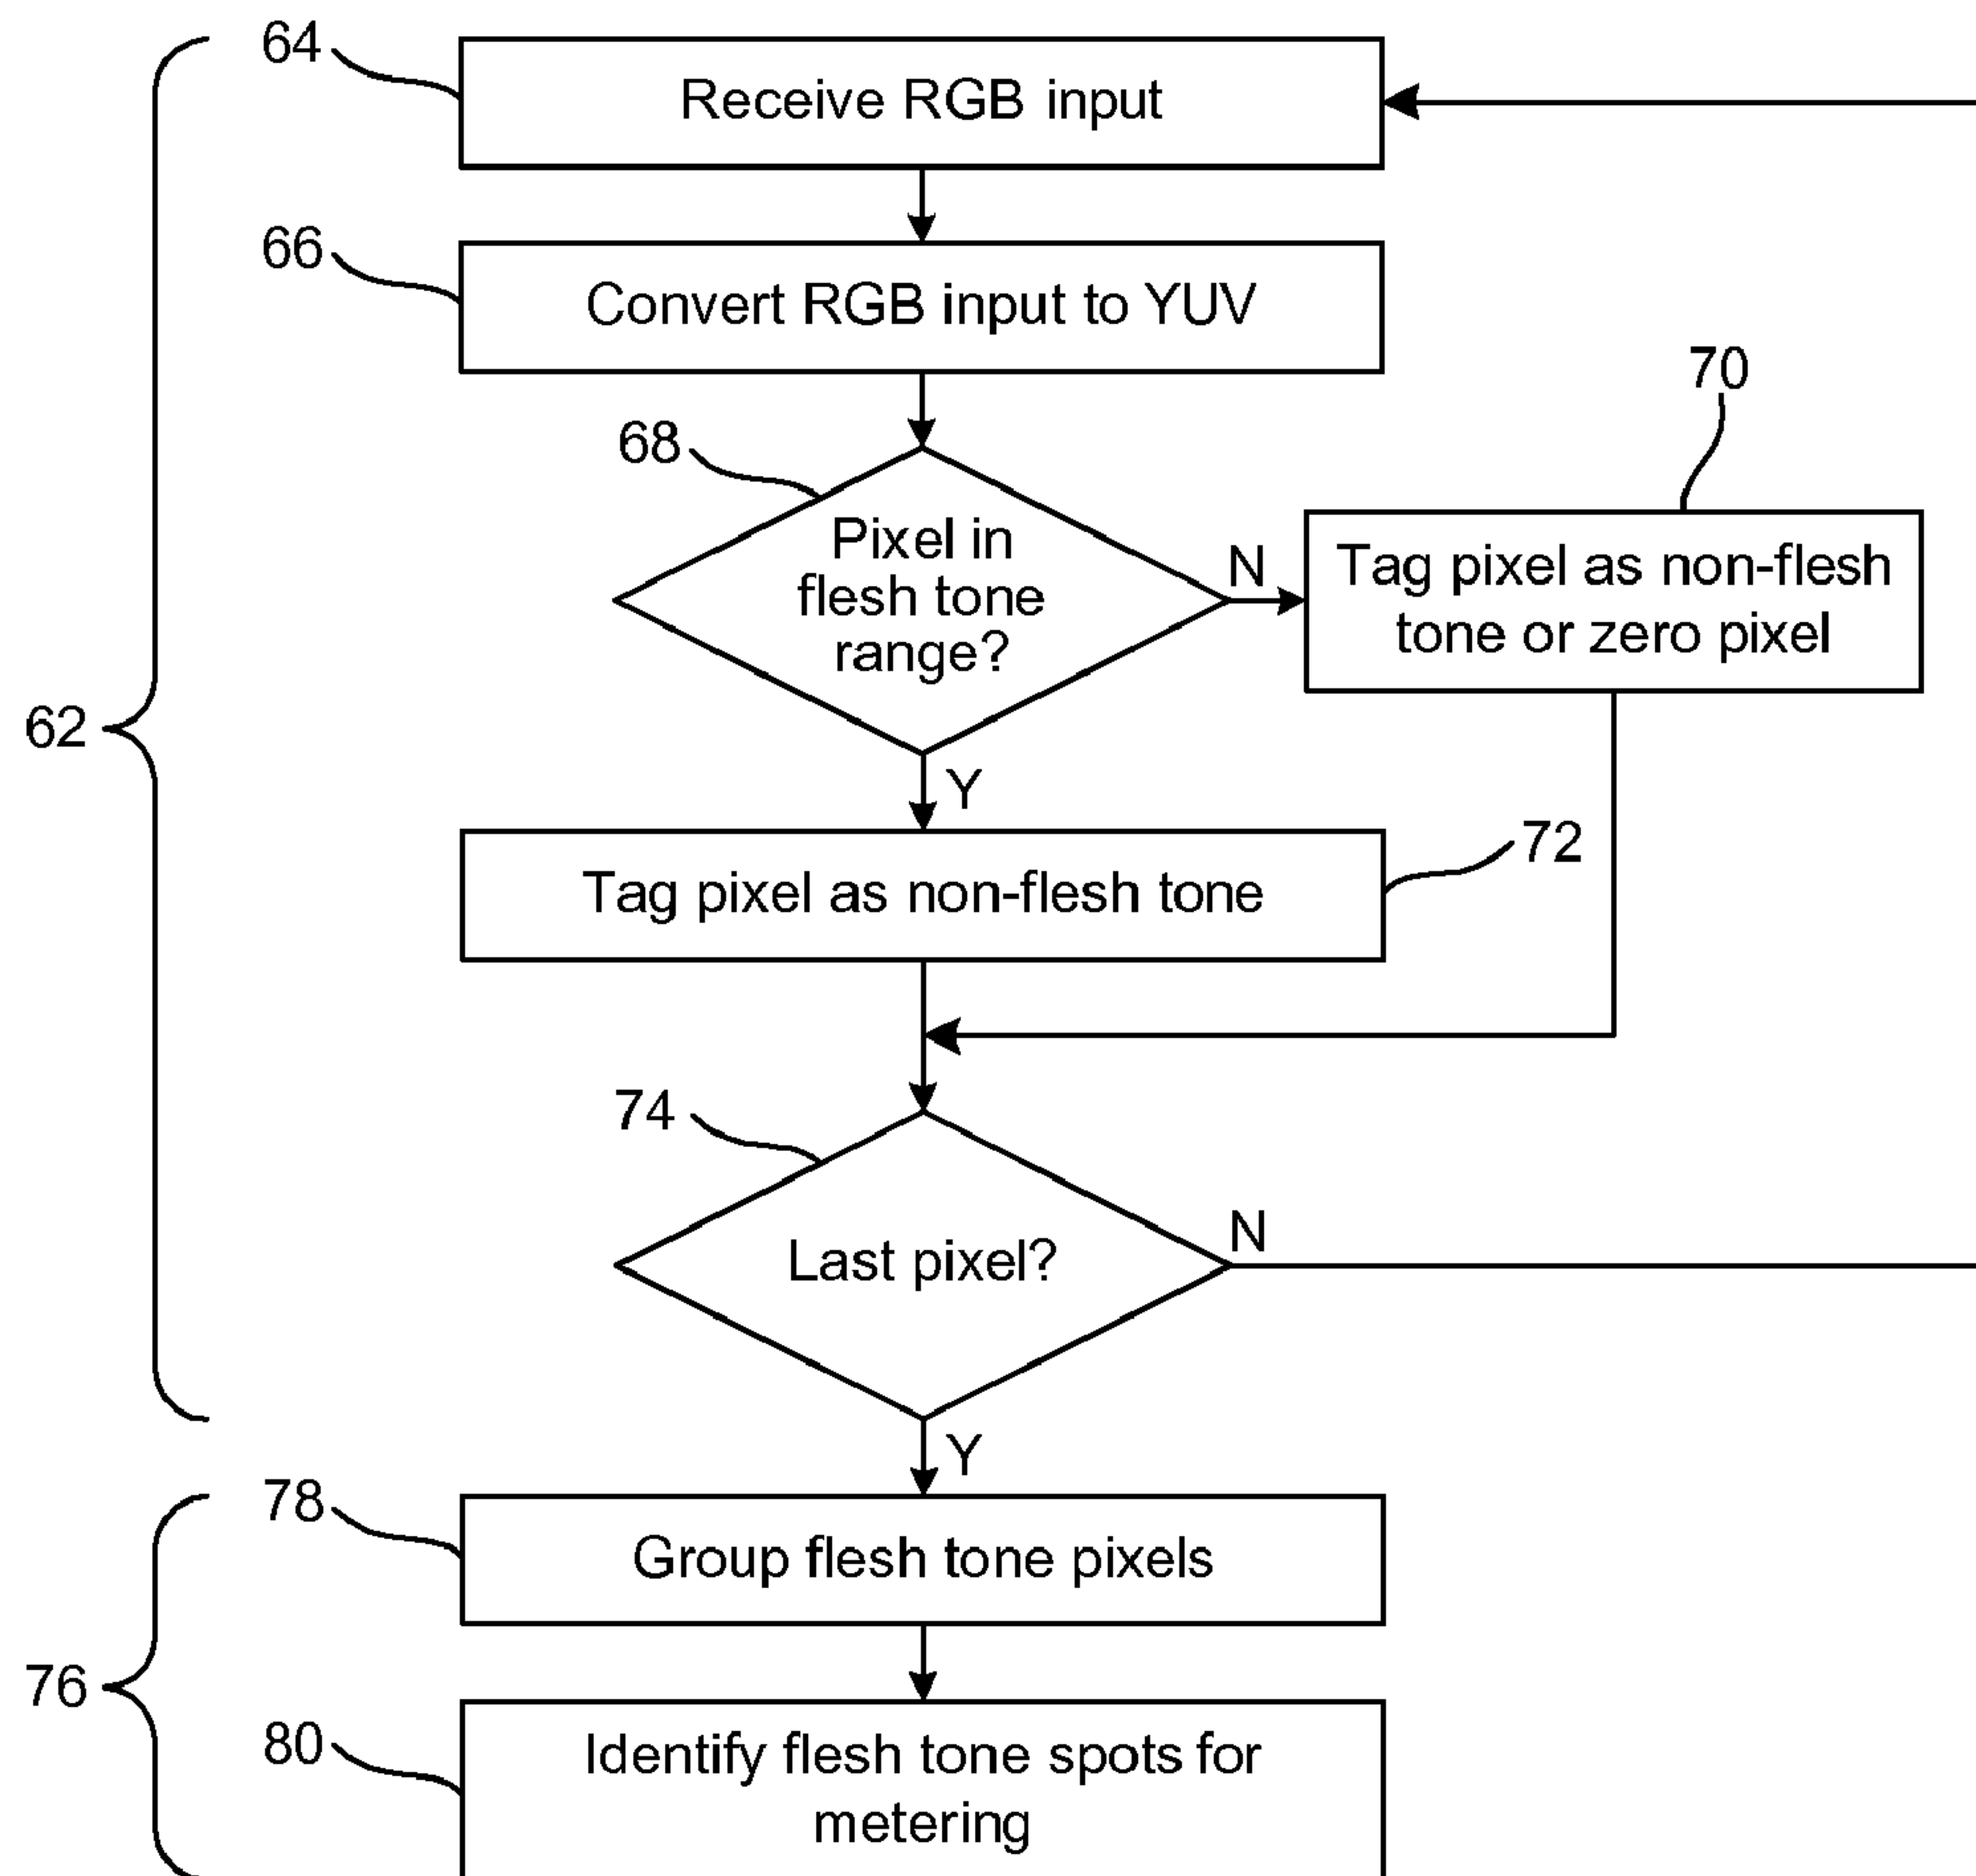 64
Receive RGB input
66
Convert RGB input to YUV
70
68
Pixel in
flesh tone
range?
N
Tag pixel as non-flesh
tone or zero pixel
62
Y
72
Tag pixel as non-flesh tone
74
Last pixel?
N
Y
78
Group flesh tone pixels
76
80
Identify flesh tone spots for
metering